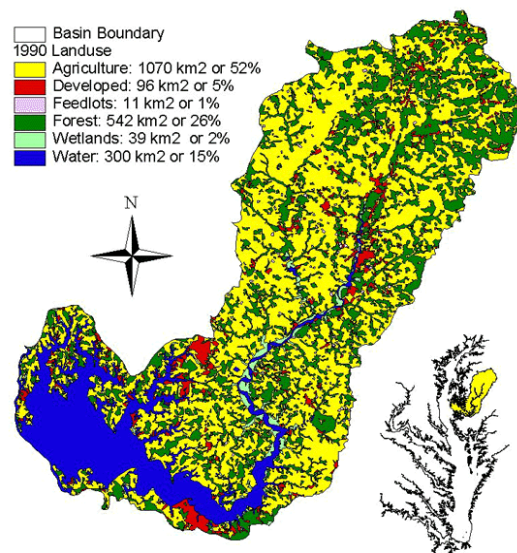 Basin Boundary
1990 Landuse
Agriculture: 1070 km2 or 52%
Developed: 96 km2 or 5%
Feedlots: 11 km2 or 1%
Forest: 542 km2 or 26%
Wetlands: 39 km2 or 2%
Water: 300 km2 or 15%
N